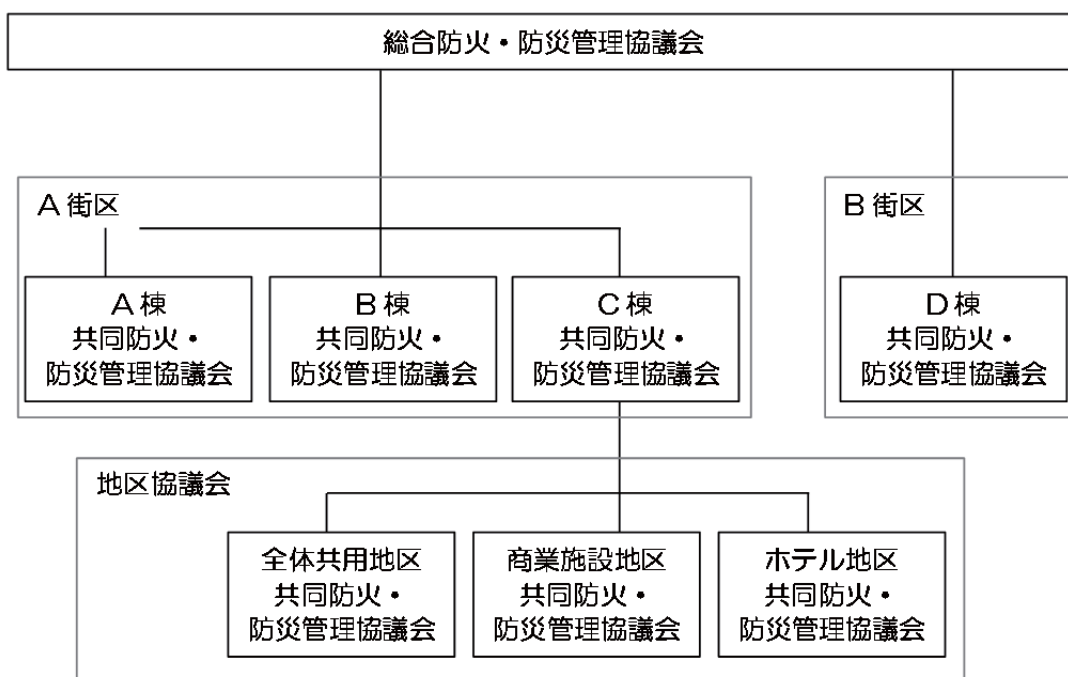 総合防火・防災管理協議会
A街区
B街区
A棟
共同防火・
防災管理協議会
B棟
共同防火・
防災管理協議会
C棟
共同防火・
防災管理協議会
D棟
共同防火・
防災管理協議会
地区協議会
全体共用地区
共同防火・
防災管理協議会
商業施設地区
共同防火・
防災管理協議会
ホテル地区
共同防火・
防災管理協議会